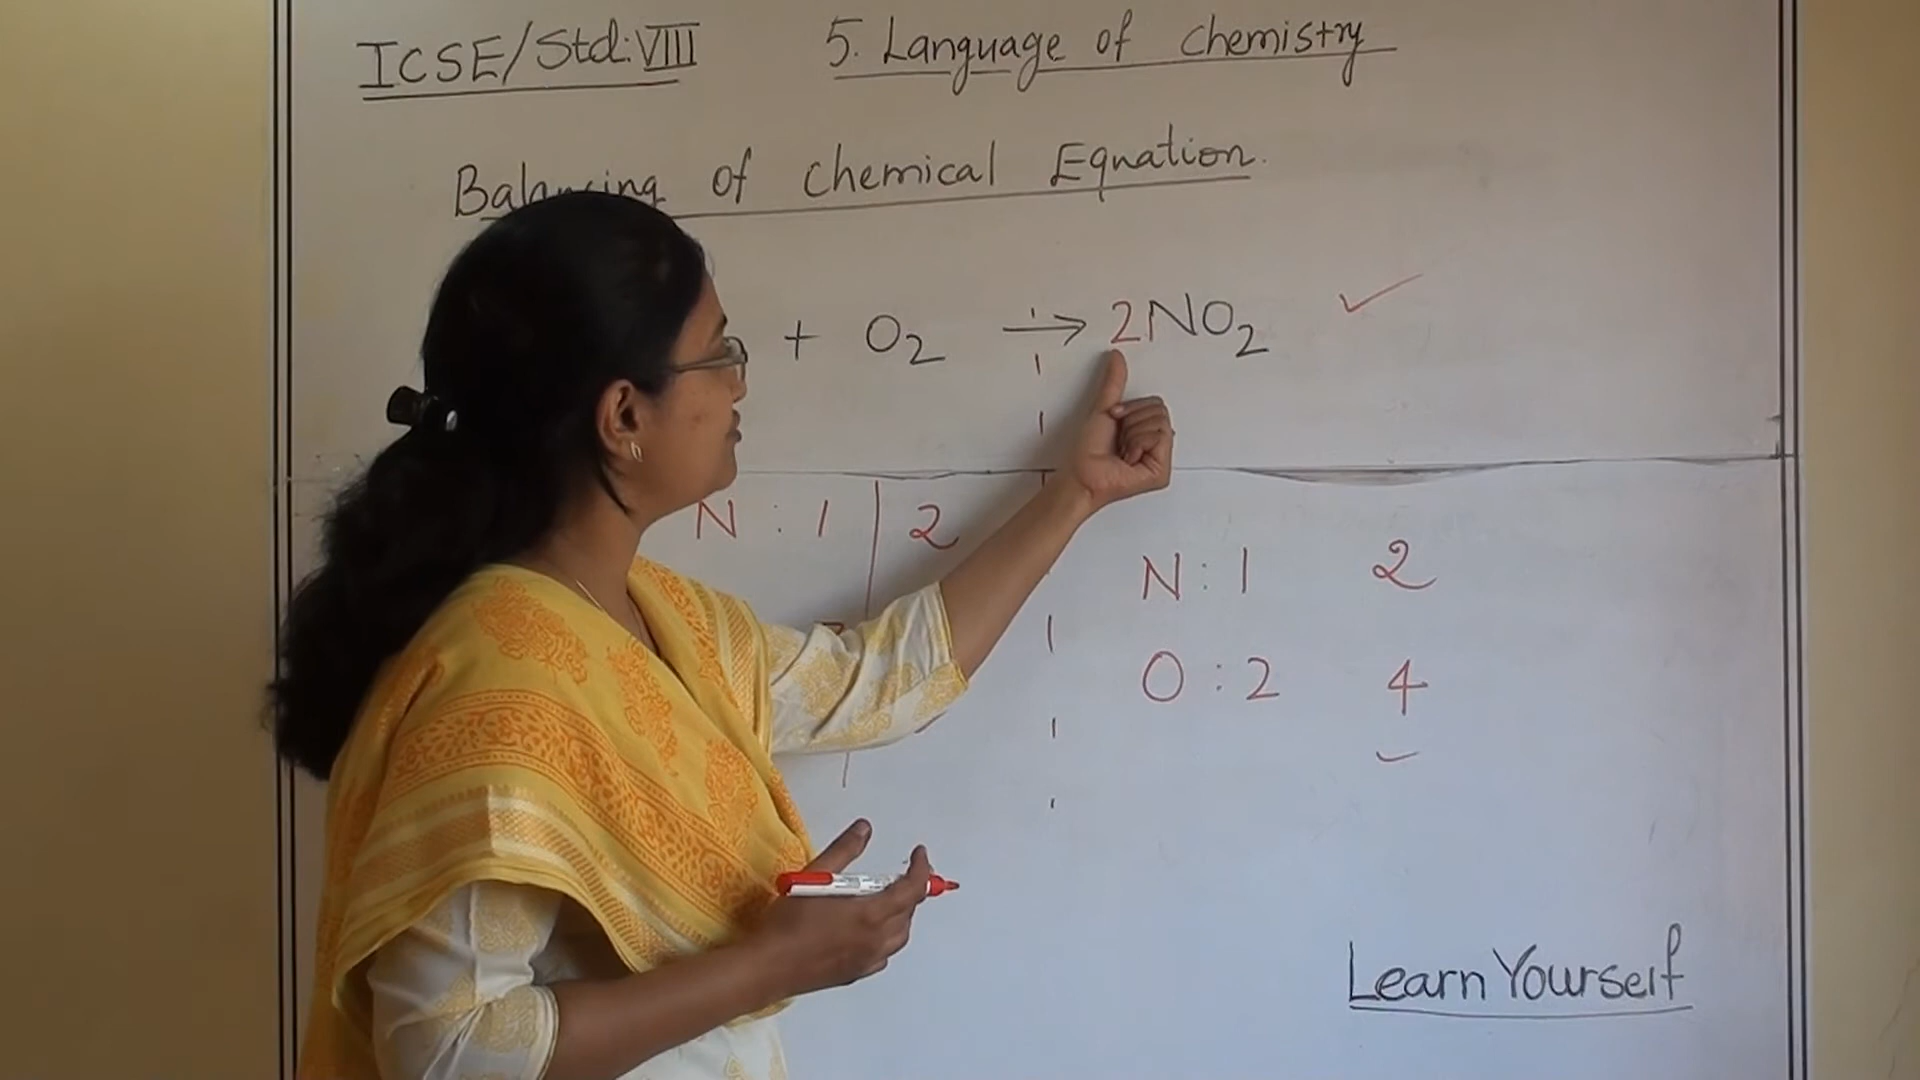 ICSE/Std:VIII 5. Language of Chemistry
Balancing of Chemical Equation.
+ O₂ → 2NO₂ ✓
N : 1 | 2
N : 1 2
O : 2 4
Learn Yourself